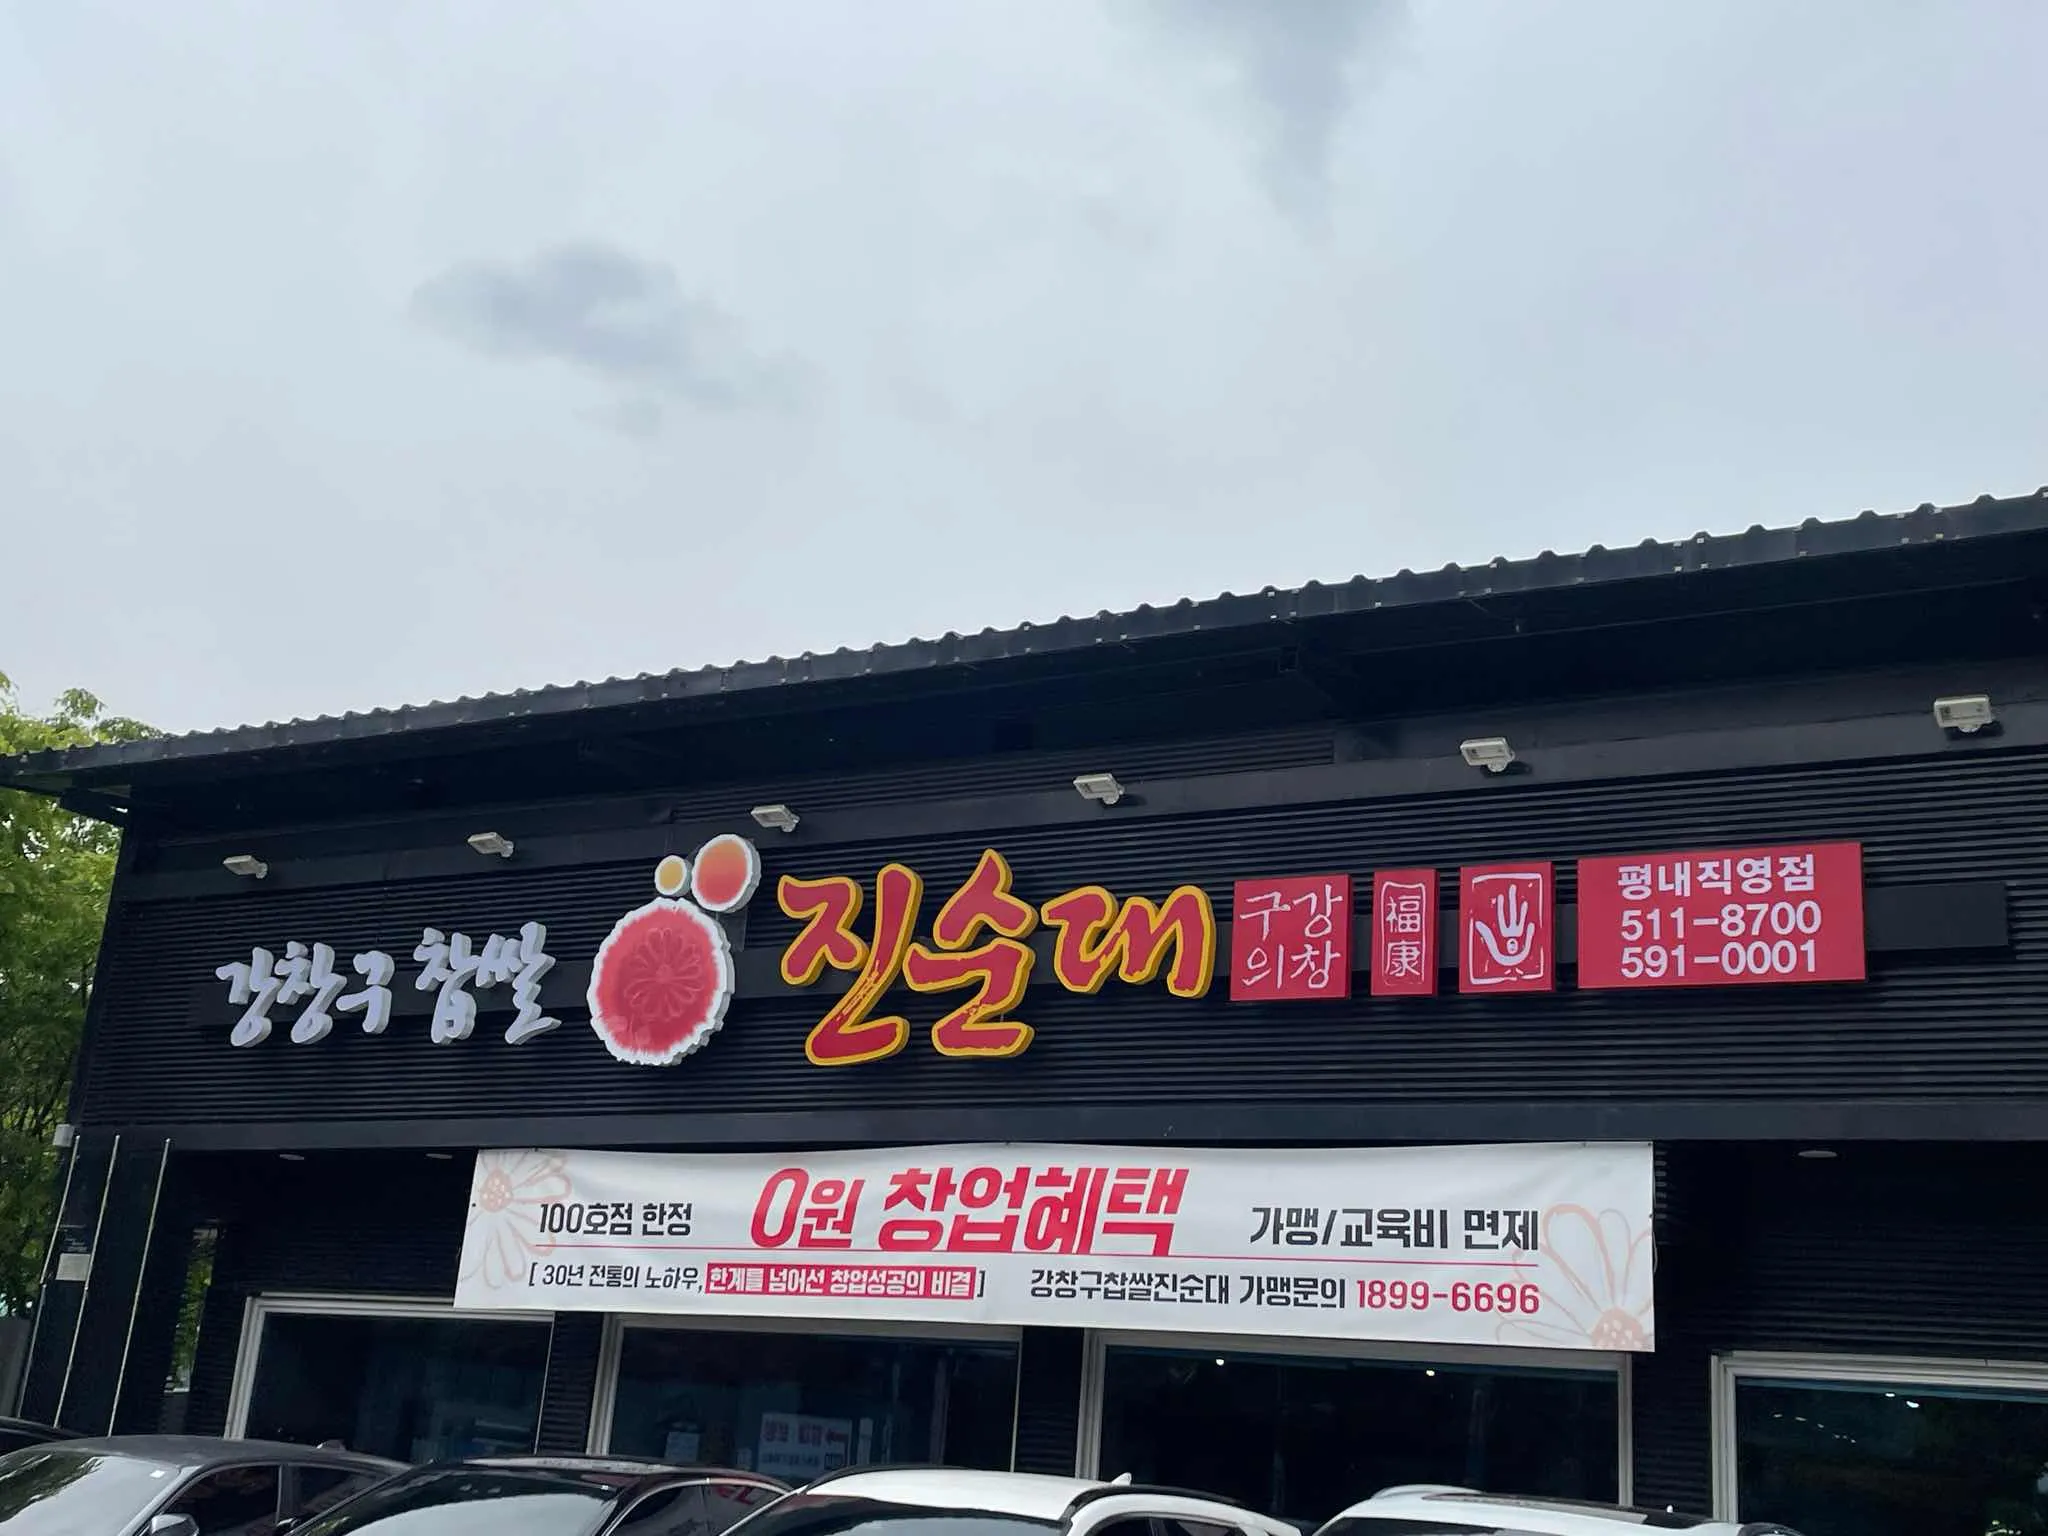 강창구 찹쌀 진순대
구강
의창
福康
평내직영점
511-8700
591-0001
100호점 한정 0원 창업혜택 가맹/교육비 면제
[ 30년 전통의 노하우, 한계를 넘어선 창업성공의 비결 ] 강창구찹쌀진순대 가맹문의 1899-6696